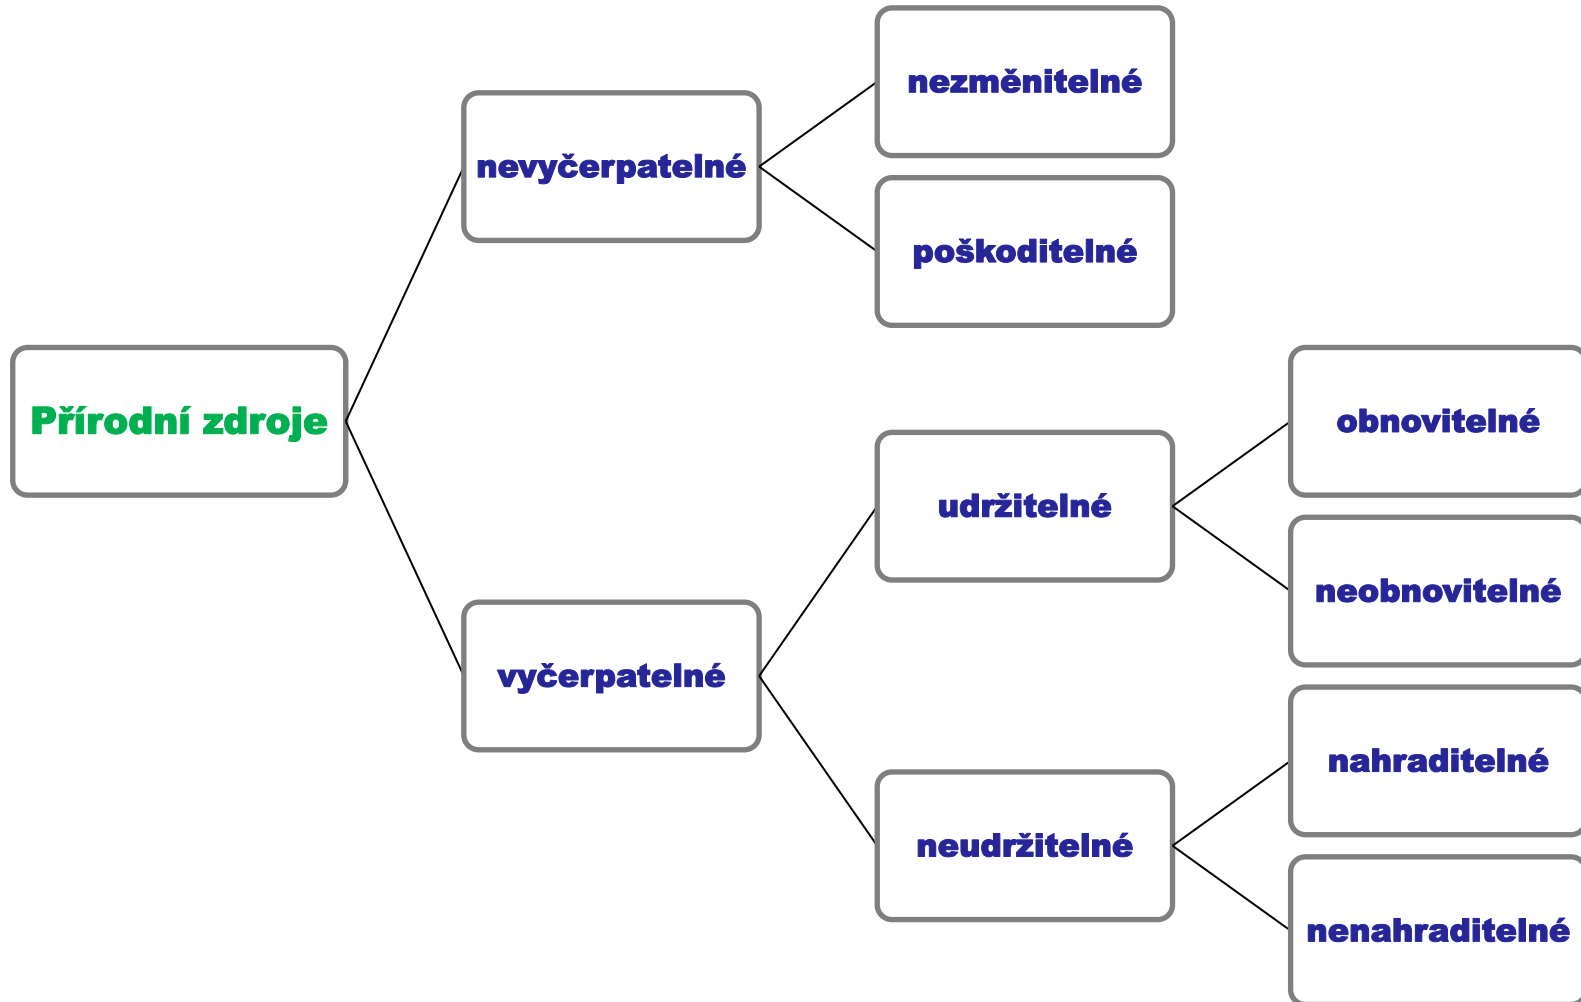 Přírodní zdroje
nevyčerpatelné
nezměnitelné
poškoditelné
vyčerpatelné
udržitelné
obnovitelné
neobnovitelné
neudržitelné
nahraditelné
nenahraditelné